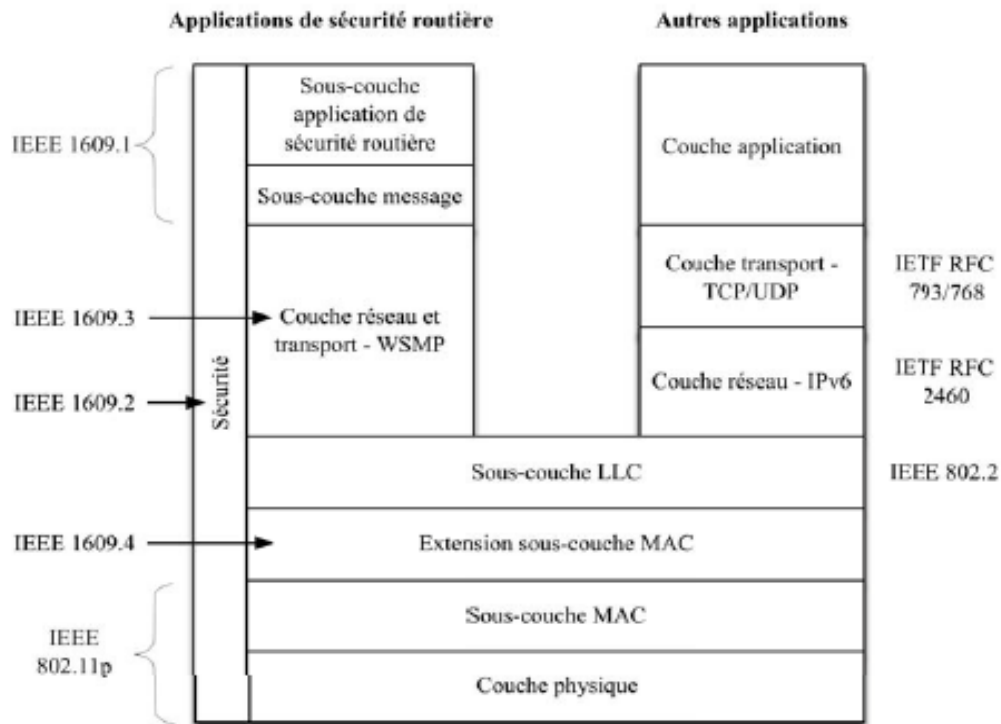 Applications de sécurité routière
Autres applications
Sous-couche
application de
sécurité routière
IEEE 1609.1
Couche application
Sous-couche message
Couche transport -
TCP/UDP
IETF RFC
793/768
IEEE 1609.3
Couche réseau et
transport - WSMP
Sécurité
Couche réseau - IPv6
IETF RFC
2460
IEEE 1609.2
Sous-couche LLC
IEEE 802.2
IEEE 1609.4
Extension sous-couche MAC
Sous-couche MAC
IEEE
802.11p
Couche physique